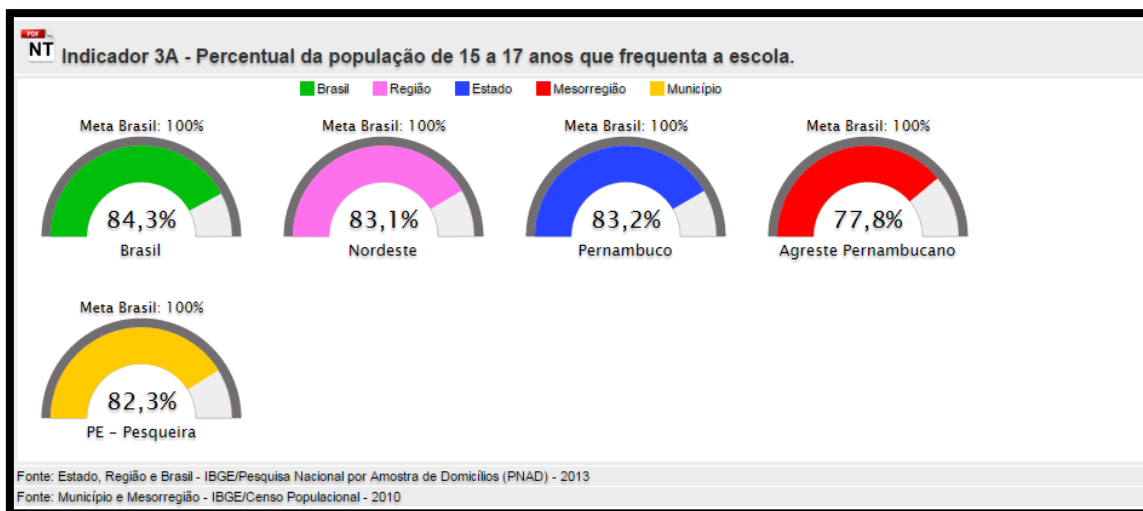 PDF
NT Indicador 3A - Percentual da população de 15 a 17 anos que frequenta a escola.
Brasil Região Estado Mesorregião Município
Meta Brasil: 100% Meta Brasil: 100% Meta Brasil: 100% Meta Brasil: 100%
84,3% 83,1% 83,2% 77,8%
Brasil Nordeste Pernambuco Agreste Pernambucano
Meta Brasil: 100%
82,3%
PE - Pesqueira
Fonte: Estado, Região e Brasil - IBGE/Pesquisa Nacional por Amostra de Domicílios (PNAD) - 2013
Fonte: Município e Mesorregião - IBGE/Censo Populacional - 2010